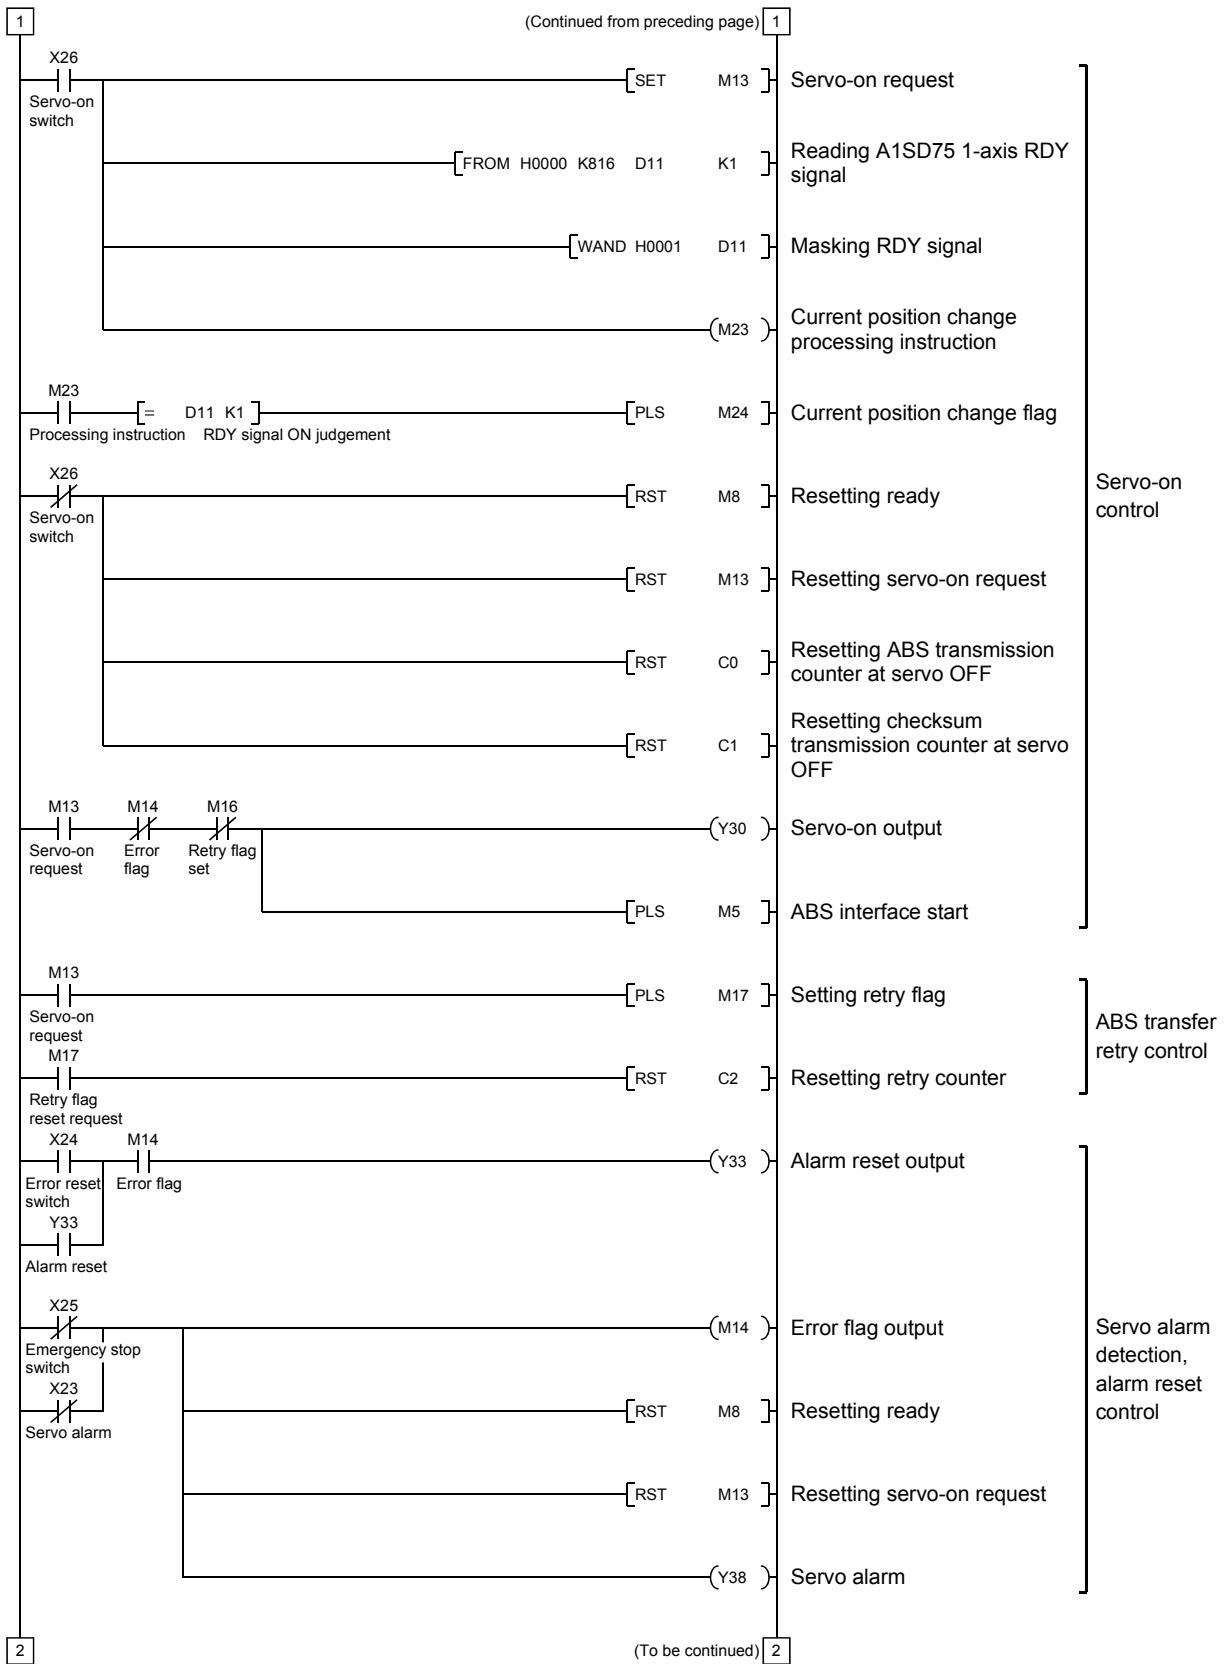 1 (Continued from preceding page) 1
X26
Servo-on
switch
SET M13 Servo-on request
FROM H0000 K816 D11 K1 Reading A1SD75 1-axis RDY
signal
WAND H0001 D11 Masking RDY signal
M23 Current position change
processing instruction
M23
= D11 K1 PLS M24 Current position change flag
Processing instruction RDY signal ON judgement
X26
Servo-on
switch
RST M8 Resetting ready
RST M13 Resetting servo-on request
RST C0 Resetting ABS transmission
counter at servo OFF
RST C1 Resetting checksum
transmission counter at servo
OFF
Servo-on
control
M13 M14 M16
Y30 Servo-on output
Servo-on
request
Error
flag
Retry flag
set
PLS M5 ABS interface start
M13
PLS M17 Setting retry flag
Servo-on
request
M17
RST C2 Resetting retry counter
Retry flag
reset request
ABS transfer
retry control
X24 M14
Y33 Alarm reset output
Error reset
switch
Error flag
Y33
Alarm reset
X25
M14 Error flag output
Emergency stop
switch
X23
Servo alarm
RST M8 Resetting ready
RST M13 Resetting servo-on request
Y38 Servo alarm
Servo alarm
detection,
alarm reset
control
2 (To be continued) 2